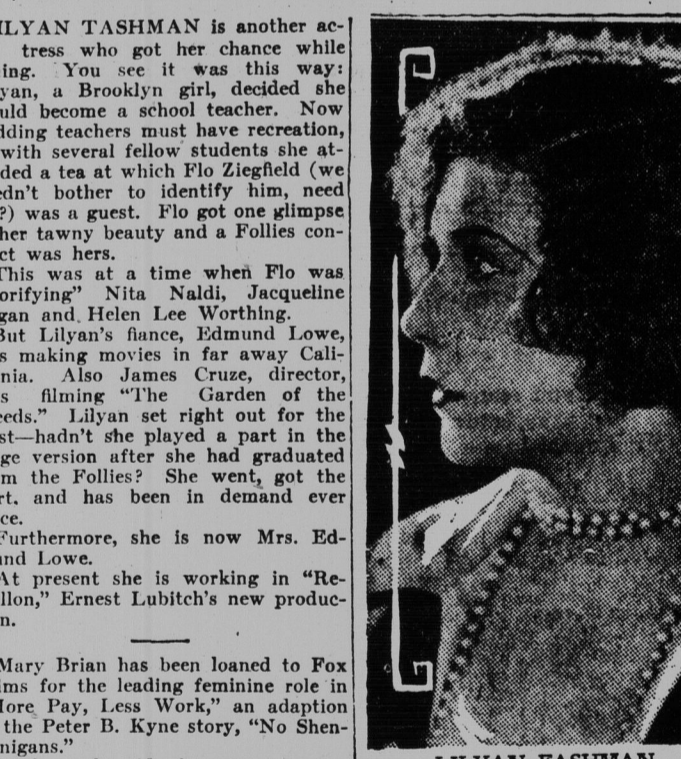 ILYAN TASHMAN is another ac-
tress who got her chance while
ing. You see it was this way:
yan, a Brooklyn girl, decided she
uld become a school teacher. Now
dding teachers must have recreation,
with several fellow students she at-
ded a tea at which Flo Ziegfield (we
edn't bother to identify him, need
?) was a guest. Flo got one glimpse
her tawny beauty and a Follies con-
ct was hers.
This was at a time when Flo was
orifying" Nita Naldi, Jacqueline
gan and Helen Lee Worthing.
But Lilyan's fiance, Edmund Lowe,
s making movies in far away Cali-
nia. Also James Cruze, director,
s filming "The Garden of the
eeds." Lilyan set right out for the
st—hadn't she played a part in the
ge version after she had graduated
m the Follies? She went, got the
rt, and has been in demand ever
ce.
Furthermore, she is now Mrs. Ed-
und Lowe.
At present she is working in "Re-
llon," Ernest Lubitch's new produc-
n.
Mary Brian has been loaned to Fox
ims for the leading feminine role in
More Pay, Less Work," an adaption
the Peter B. Kyne story, "No Shen-
nigans."
LILYAN TASHMAN